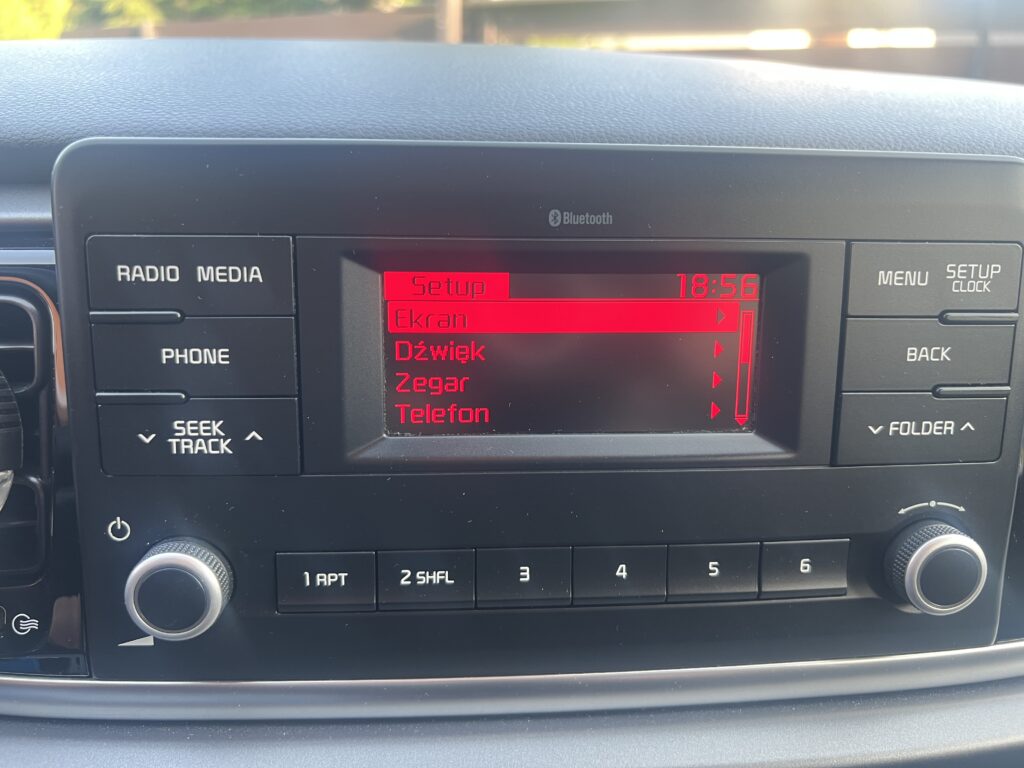 Bluetooth
RADIO MEDIA
PHONE
SEEK
TRACK
Setup 18:56
Ekran
Dźwięk
Zegar
Telefon
MENU SETUP
CLOCK
BACK
FOLDER
1 APT 2 SHFL 3 4 5 6